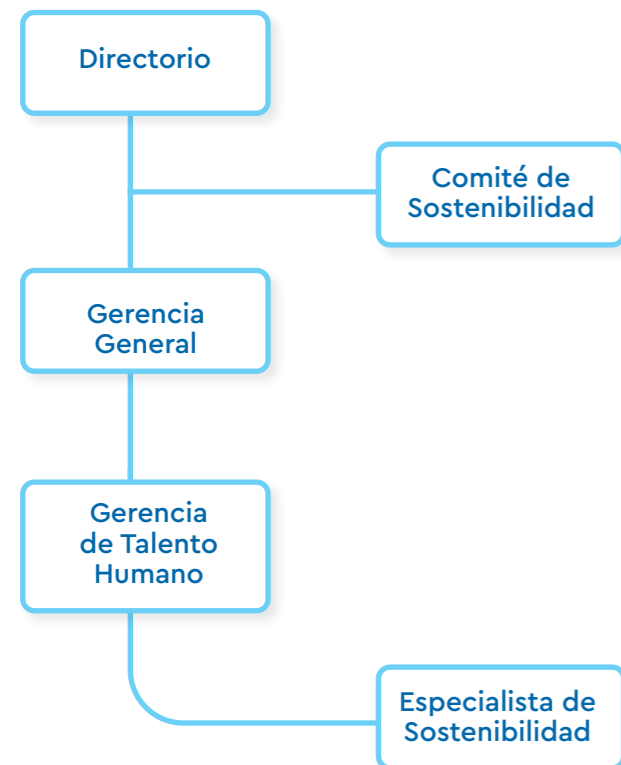 Directorio
Comité de
Sostenibilidad
Gerencia
General
Gerencia
de Talento
Humano
Especialista de
Sostenibilidad